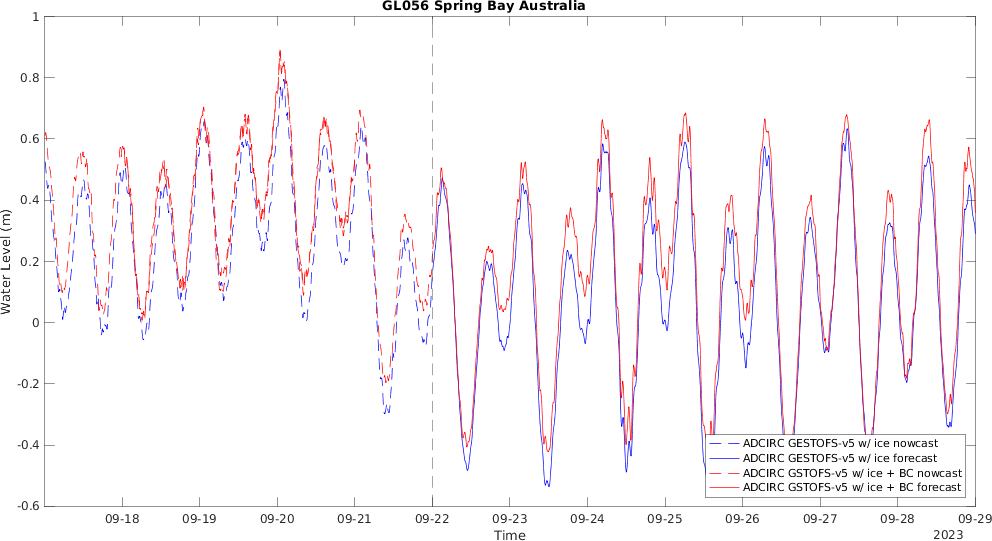 GL056 Spring Bay Australia
1
0.8
0.6
0.4
0.2
0
-0.2
-0.4
-0.6
Water Level (m)
ADCIRC GESTOFS-v5 w/ ice nowcast
ADCIRC GESTOFS-v5 w/ ice forecast
ADCIRC GSTOFS-v5 w/ ice + BC nowcast
ADCIRC GSTOFS-v5 w/ ice + BC forecast
09-18 09-19 09-20 09-21 09-22 09-23 09-24 09-25 09-26 09-27 09-28 09-29
Time
2023